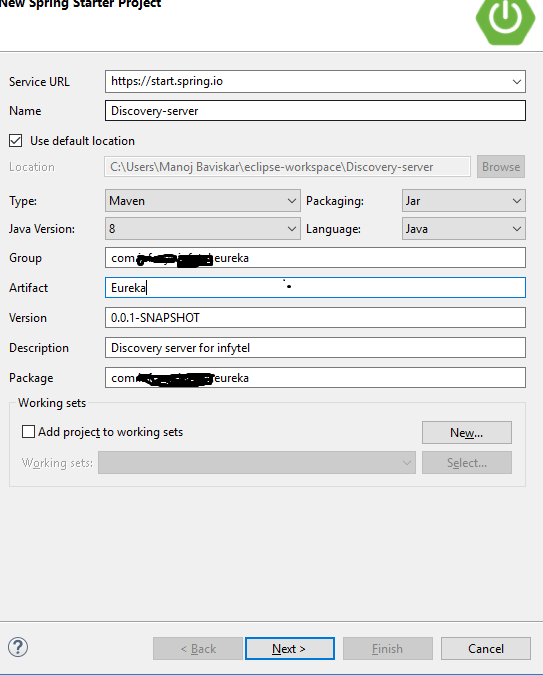 New Spring Starter Project
Service URL https://start.spring.io
Name Discovery-server
Use default location
Location C:\Users\Manoj Baviskar\eclipse-workspace\Discovery-server Browse
Type: Maven Packaging: Jar
Java Version: 8 Language: Java
Group com eureka
Artifact Eureka
Version 0.0.1-SNAPSHOT
Description Discovery server for infytel
Package com eureka
Working sets
Add project to working sets New...
Working sets: Select...
? < Back Next > Finish Cancel